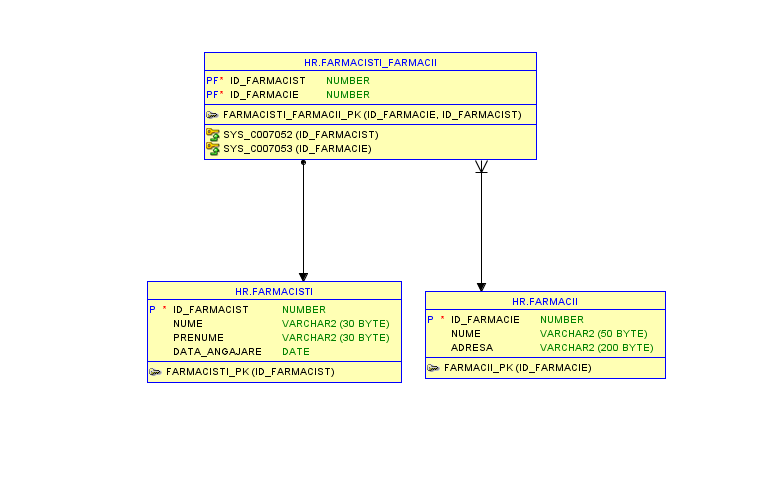 HR.FARMACISTI_FARMACII
PF* ID_FARMACIST NUMBER
PF* ID_FARMACIE NUMBER
FARMACISTI_FARMACII_PK (ID_FARMACIE, ID_FARMACIST)
SYS_C007052 (ID_FARMACIST)
SYS_C007053 (ID_FARMACIE)
HR.FARMACISTI
P * ID_FARMACIST NUMBER
NUME VARCHAR2 (30 BYTE)
PRENUME VARCHAR2 (30 BYTE)
DATA_ANGAJARE DATE
FARMACISTI_PK (ID_FARMACIST)
HR.FARMACII
P * ID_FARMACIE NUMBER
NUME VARCHAR2 (50 BYTE)
ADRESA VARCHAR2 (200 BYTE)
FARMACII_PK (ID_FARMACIE)